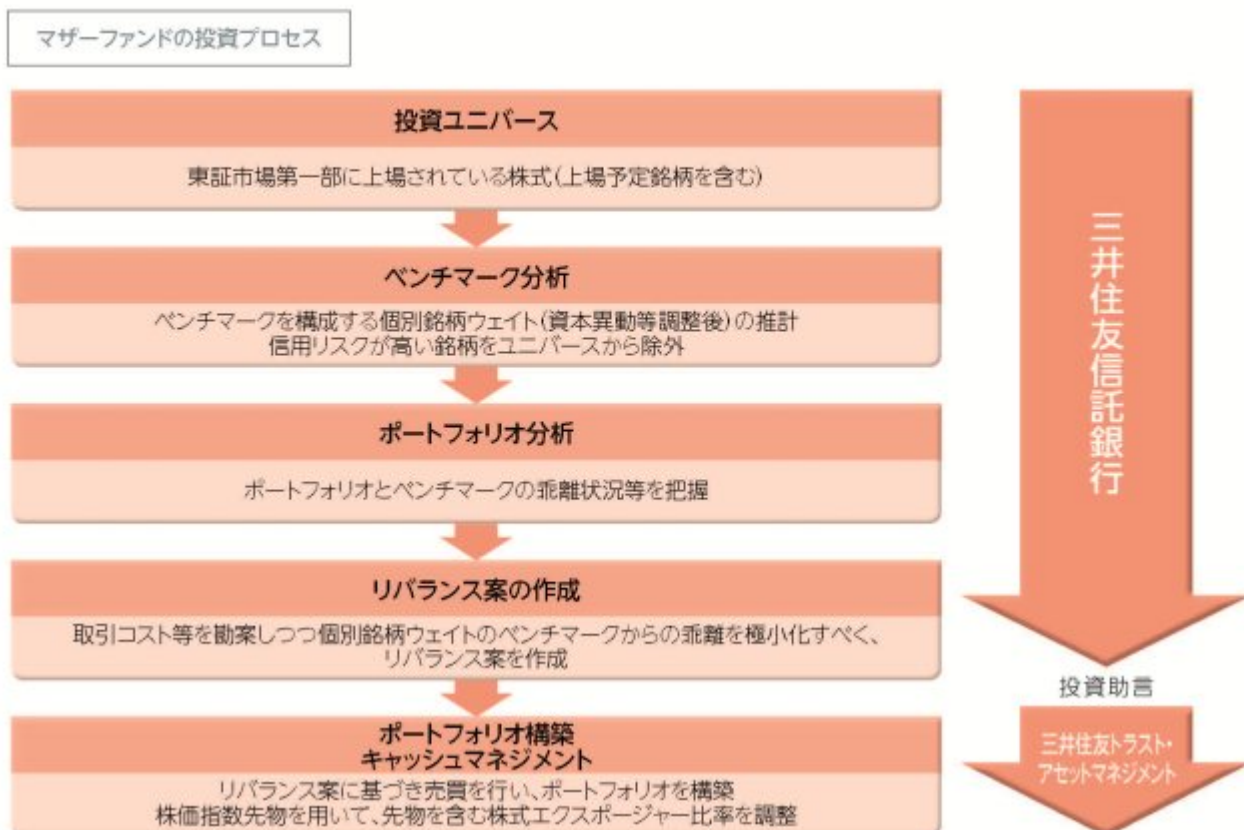 マザーファンドの投資プロセス
投資ユニバース
東証市場第一部に上場されている株式(上場予定銘柄を含む)
ベンチマーク分析
ベンチマークを構成する個別銘柄ウェイト(資本異動等調整後)の推計
信用リスクが高い銘柄をユニバースから除外
ポートフォリオ分析
ポートフォリオとベンチマークの乖離状況等を把握
リバランス案の作成
取引コスト等を勘案しつつ個別銘柄ウェイトのベンチマークからの乖離を極小化すべく、
リバランス案を作成
ポートフォリオ構築
キャッシュマネジメント
リバランス案に基づき売買を行い、ポートフォリオを構築
株価指数先物を用いて、先物を含む株式エクスポージャー比率を調整
三井住友信託銀行
投資助言
三井住友トラスト・
アセットマネジメント